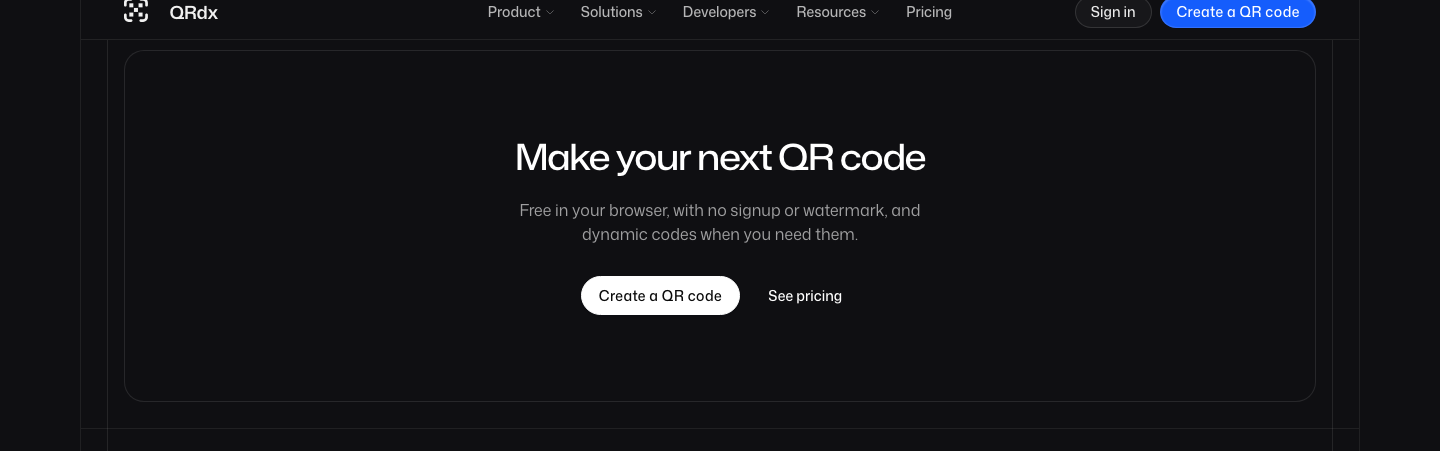 QRdx
Product
Solutions
Developers
Resources
Pricing
Sign in
Create a QR code
Make your next QR code
Free in your browser, with no signup or watermark, and
dynamic codes when you need them.
Create a QR code
See pricing